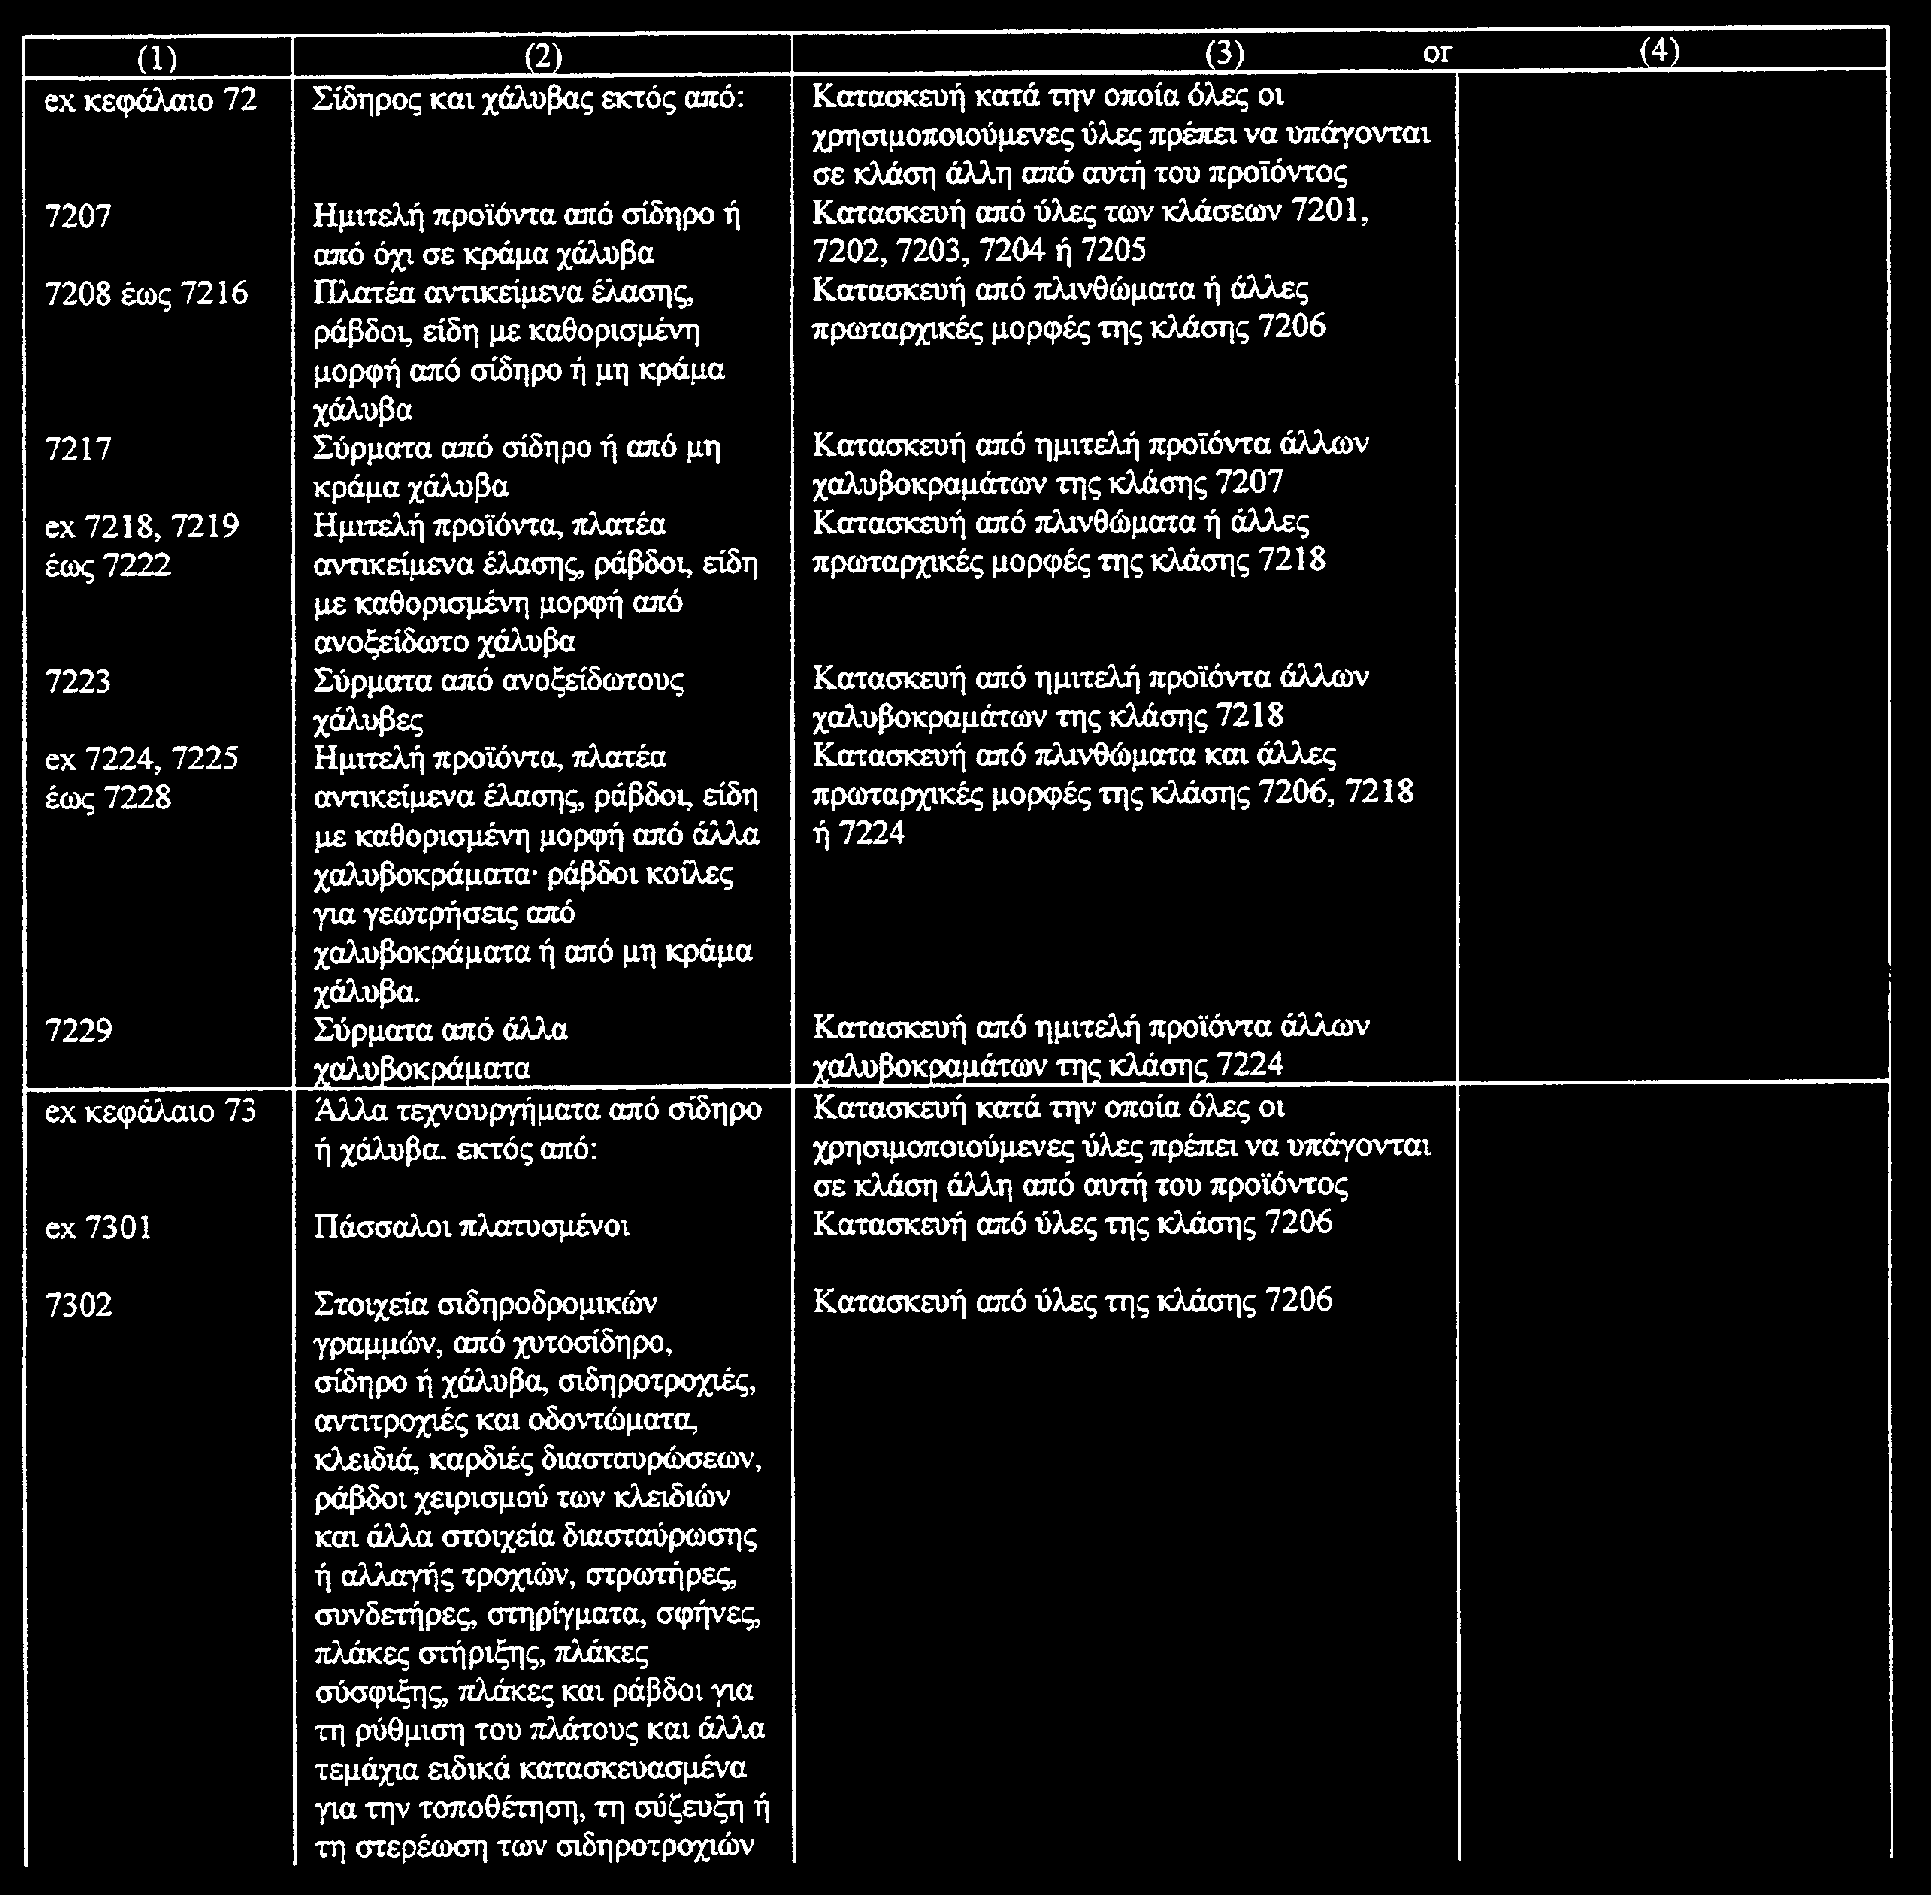 (1) (2) (3) or (4)
ex κεφάλαιο 72 Σίδηρος και χάλυβας εκτός από: Κατασκευή κατά την οποία όλες οι
χρησιμοποιούμενες ύλες πρέπει να υπάγονται
σε κλάση άλλη από αυτή του προϊόντος
7207 Ημιτελή προϊόντα από σίδηρο ή Κατασκευή από ύλες των κλάσεων 7201,
από όχι σε κράμα χάλυβα 7202, 7203, 7204 ή 7205
7208 έως 7216 Πλατέα αντικείμενα έλασης, Κατασκευή από πλινθώματα ή άλλες
ράβδοι, είδη με καθορισμένη πρωταρχικές μορφές της κλάσης 7206
μορφή από σίδηρο ή μη κράμα
χάλυβα
7217 Σύρματα από σίδηρο ή από μη Κατασκευή από ημιτελή προϊόντα άλλων
κράμα χάλυβα χαλυβοκραμάτων της κλάσης 7207
ex 7218, 7219 Ημιτελή προϊόντα, πλατέα Κατασκευή από πλινθώματα ή άλλες
έως 7222 αντικείμενα έλασης, ράβδοι, είδη πρωταρχικές μορφές της κλάσης 7218
με καθορισμένη μορφή από
ανοξείδωτο χάλυβα
7223 Σύρματα από ανοξείδωτους Κατασκευή από ημιτελή προϊόντα άλλων
χάλυβες χαλυβοκραμάτων της κλάσης 7218
ex 7224, 7225 Ημιτελή προϊόντα, πλατέα Κατασκευή από πλινθώματα και άλλες
έως 7228 αντικείμενα έλασης, ράβδοι, είδη πρωταρχικές μορφές της κλάσης 7206, 7218
με καθορισμένη μορφή από άλλα ή 7224
χαλυβοκράματα· ράβδοι κοίλες
για γεωτρήσεις από
χαλυβοκράματα ή από μη κράμα
χάλυβα.
7229 Σύρματα από άλλα Κατασκευή από ημιτελή προϊόντα άλλων
χαλυβοκράματα χαλυβοκραμάτων της κλάσης 7224
ex κεφάλαιο 73 Άλλα τεχνουργήματα από σίδηρο Κατασκευή κατά την οποία όλες οι
ή χάλυβα. εκτός από: χρησιμοποιούμενες ύλες πρέπει να υπάγονται
σε κλάση άλλη από αυτή του προϊόντος
ex 7301 Πάσσαλοι πλατυσμένοι Κατασκευή από ύλες της κλάσης 7206
7302 Στοιχεία σιδηροδρομικών Κατασκευή από ύλες της κλάσης 7206
γραμμών, από χυτοσίδηρο,
σίδηρο ή χάλυβα, σιδηροτροχιές,
αντιτροχιές και οδοντώματα,
κλειδιά, καρδιές διασταυρώσεων,
ράβδοι χειρισμού των κλειδιών
και άλλα στοιχεία διασταύρωσης
ή αλλαγής τροχιών, στρωτήρες,
συνδετήρες, στηρίγματα, σφήνες,
πλάκες στήριξης, πλάκες
σύσφιξης, πλάκες και ράβδοι για
τη ρύθμιση του πλάτους και άλλα
τεμάχια ειδικά κατασκευασμένα
για την τοποθέτηση, τη σύζευξη ή
τη στερέωση των σιδηροτροχιών